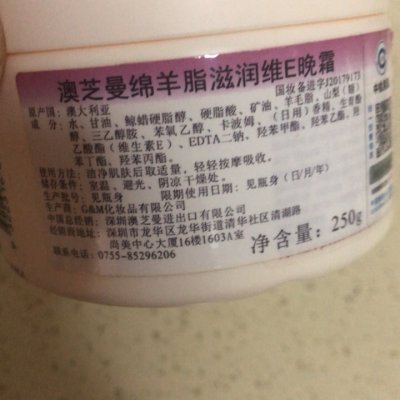 澳芝曼绵羊脂滋润维E晚霜
国妆备进字J20179173
原产国：澳大利亚
成 分：水、甘油、鲸蜡硬脂醇、硬脂酸、矿油、羊毛脂、山梨（糖）
醇、三乙醇胺、苯氧乙醇、卡波姆、（日用）香精、生育酚
乙酸酯（维生素E）、EDTA二钠、羟苯甲酯、羟苯乙酯、羟
苯丁酯、羟苯丙酯。
使用方法：洁净肌肤后取适量，轻轻按摩吸收。
储存条件：室温、避光、阴凉干燥处。
生产批号：见瓶身 限期使用日期：见瓶身（日/月/年）
生产商：G&M化妆品有限公司
中国总经销：深圳澳芝曼进出口有限公司
经销商地址：深圳市龙华区龙华街道清华社区清湖路
尚美中心大厦16楼1603A室
联系电话：0755-85296206
净含量：250g